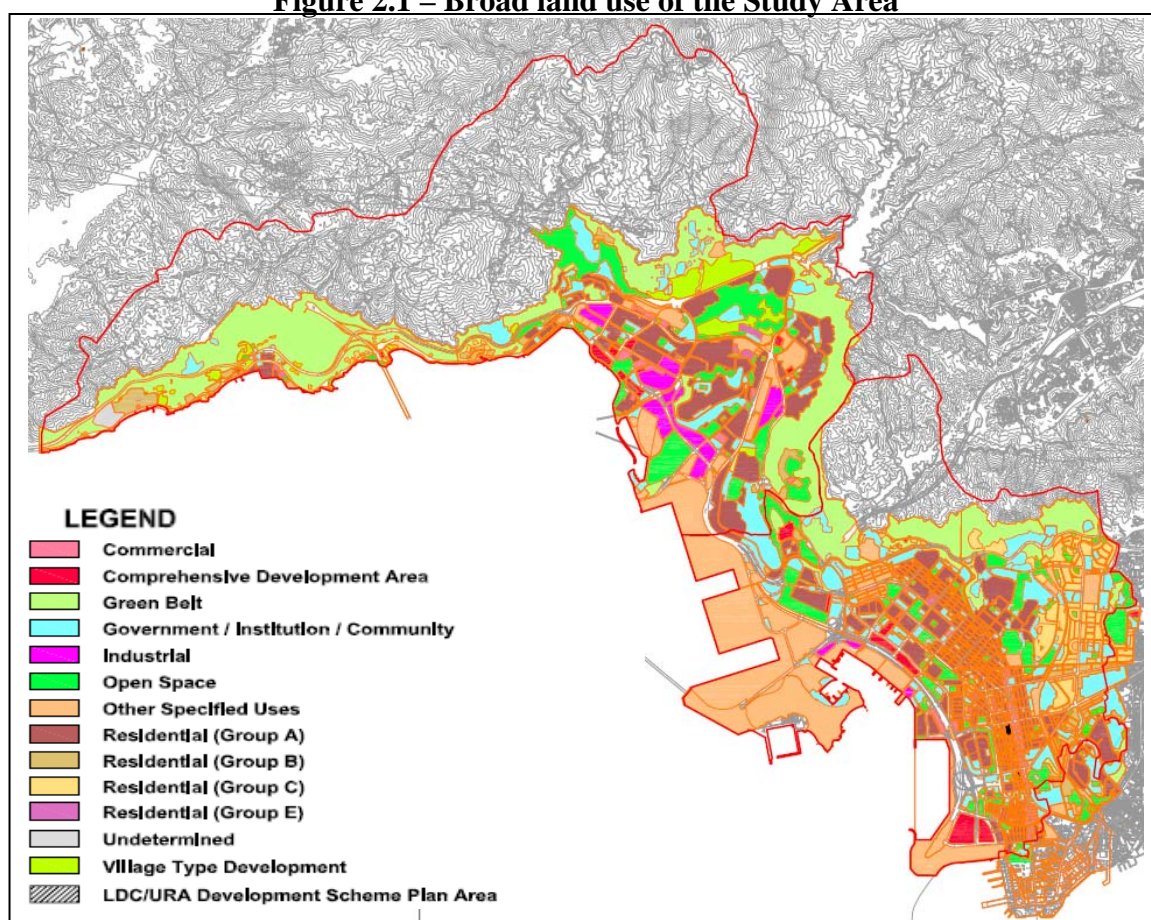 Figure 2.1 – Broad land use of the Study Area
LEGEND
Commercial
Comprehensive Development Area
Green Belt
Government / Institution / Community
Industrial
Open Space
Other Specified Uses
Residential (Group A)
Residential (Group B)
Residential (Group C)
Residential (Group E)
Undetermined
Village Type Development
LDC/URA Development Scheme Plan Area